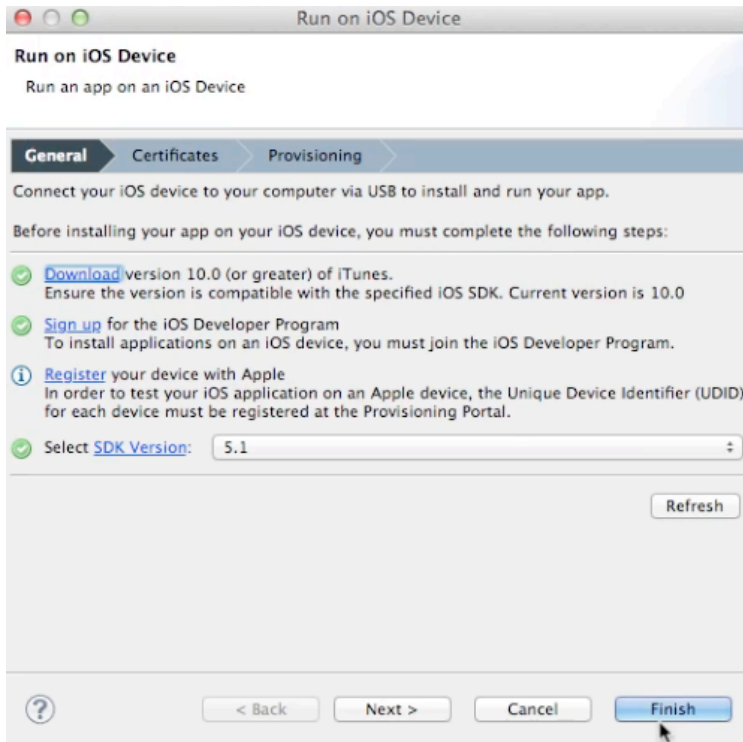 Run on iOS Device
Run on iOS Device
Run an app on an iOS Device
General Certificates Provisioning
Connect your iOS device to your computer via USB to install and run your app.
Before installing your app on your iOS device, you must complete the following steps:
Download version 10.0 (or greater) of iTunes.
Ensure the version is compatible with the specified iOS SDK. Current version is 10.0
Sign up for the iOS Developer Program
To install applications on an iOS device, you must join the iOS Developer Program.
Register your device with Apple
In order to test your iOS application on an Apple device, the Unique Device Identifier (UDID)
for each device must be registered at the Provisioning Portal.
Select SDK Version: 5.1
Refresh
? < Back Next > Cancel Finish